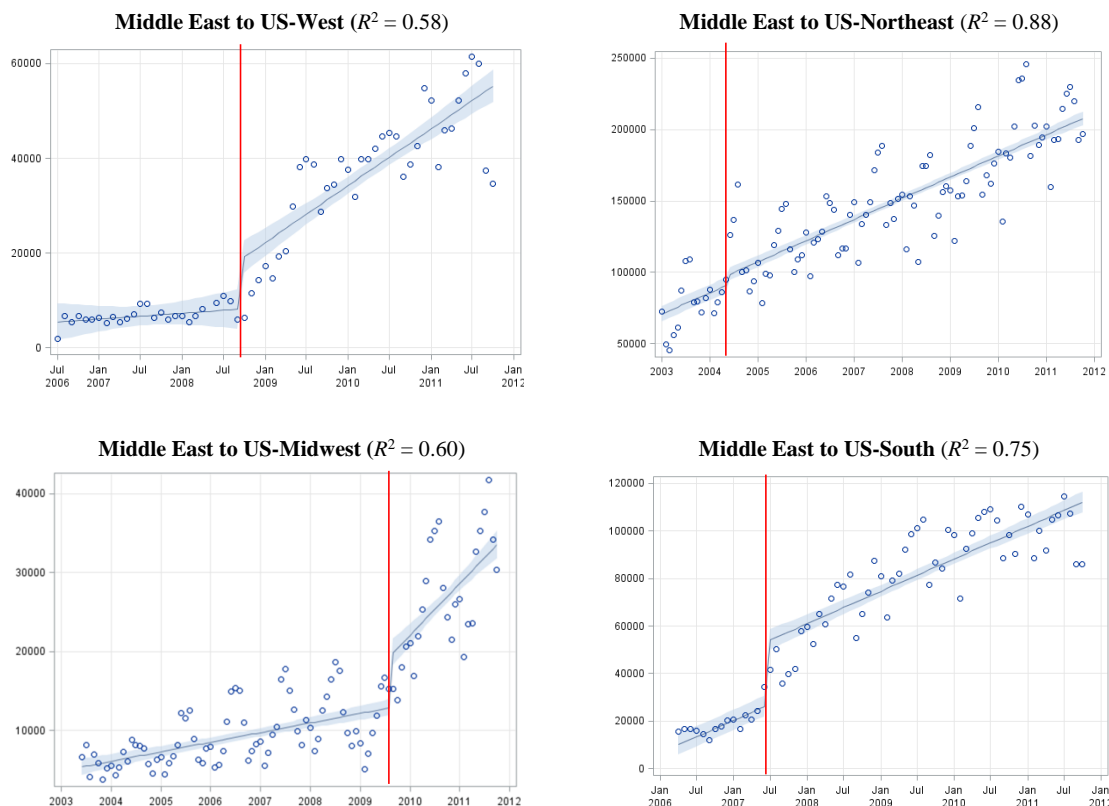 Middle East to US-West (R² = 0.58)
60000
40000
20000
0
Jul Jan Jul Jan Jul Jan Jul Jan Jul Jan Jul Jan
2006 2007 2008 2009 2010 2011 2012
Middle East to US-Northeast (R² = 0.88)
250000
200000
150000
100000
50000
2003 2004 2005 2006 2007 2008 2009 2010 2011 2012
Middle East to US-Midwest (R² = 0.60)
40000
30000
20000
10000
2003 2004 2005 2006 2007 2008 2009 2010 2011 2012
Middle East to US-South (R² = 0.75)
120000
100000
80000
60000
40000
20000
0
Jan Jul Jan Jul Jan Jul Jan Jul Jan Jul Jan Jul Jan
2006 2007 2008 2009 2010 2011